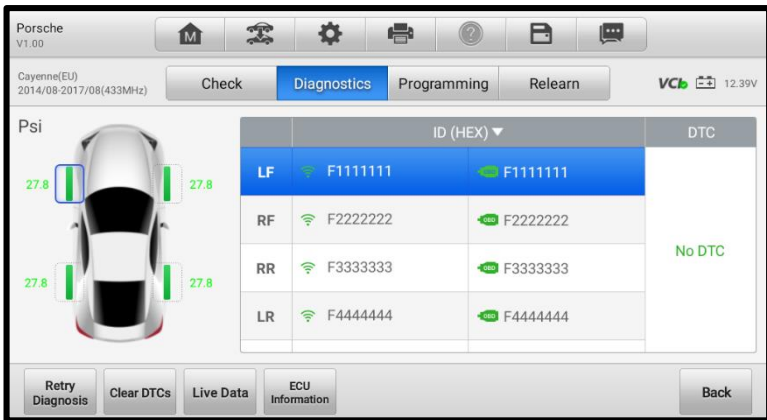 Porsche
V1.00
M
?
Cayenne(EU)
2014/08-2017/08(433MHz)
Check Diagnostics Programming Relearn
VCI 12.39V
Psi
ID (HEX) ▼ DTC
27.8 27.8
LF F1111111 OBD F1111111
RF F2222222 OBD F2222222
No DTC
RR F3333333 OBD F3333333
27.8 27.8
LR F4444444 OBD F4444444
Retry
Diagnosis
Clear DTCs
Live Data
ECU
Information
Back